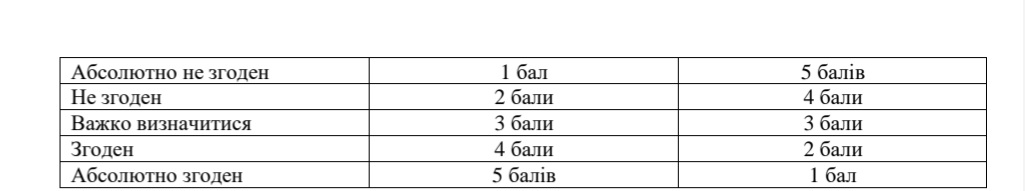 Абсолютно не згоден 1 бал 5 балів
Не згоден 2 бали 4 бали
Важко визначитися 3 бали 3 бали
Згоден 4 бали 2 бали
Абсолютно згоден 5 балів 1 бал